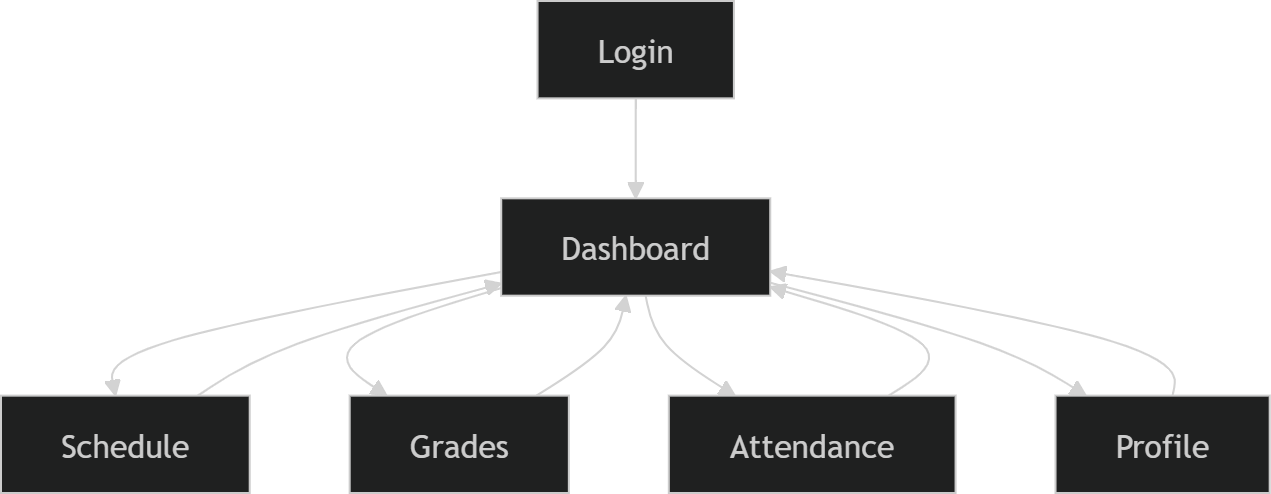 Login
Dashboard
Schedule
Grades
Attendance
Profile